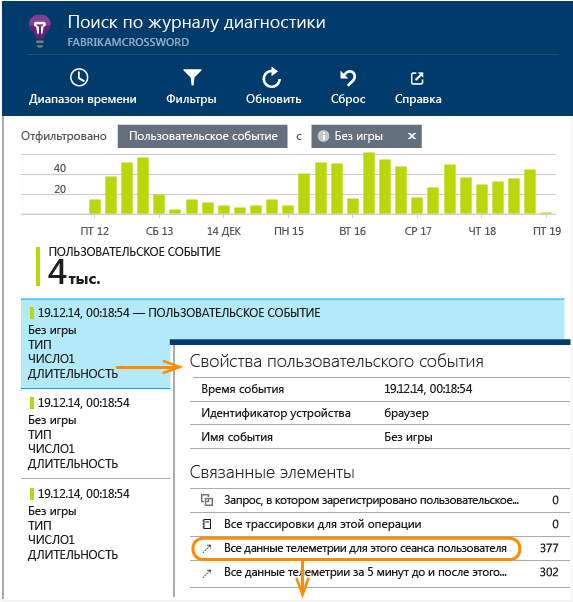 Поиск по журналу диагностики
FABRIKAMCROSSWORD
Диапазон времени Фильтры Обновить Сброс Справка
Отфильтровано Пользовательское событие с Без игры ×
40
20
ПТ 12 СБ 13 14 ДЕК ПН 15 ВТ 16 СР 17 ЧТ 18 ПТ 19
ПОЛЬЗОВАТЕЛЬСКОЕ СОБЫТИЕ
4 тыс.
19.12.14, 00:18:54 — ПОЛЬЗОВАТЕЛЬСКОЕ СОБЫТИЕ
Без игры
ТИП
ЧИСЛО1
ДЛИТЕЛЬНОСТЬ
19.12.14, 00:18:54
Без игры
ТИП
ЧИСЛО1
ДЛИТЕЛЬНОСТЬ
19.12.14, 00:18:54
Без игры
ТИП
ЧИСЛО1
ДЛИТЕЛЬНОСТЬ
Свойства пользовательского события
Время события 19.12.14, 00:18:54
Идентификатор устройства браузер
Имя события Без игры
Связанные элементы
Запрос, в котором зарегистрировано пользовательское... 0
Все трассировки для этой операции 0
Все данные телеметрии для этого сеанса пользователя 377
Все данные телеметрии за 5 минут до и после этого... 302